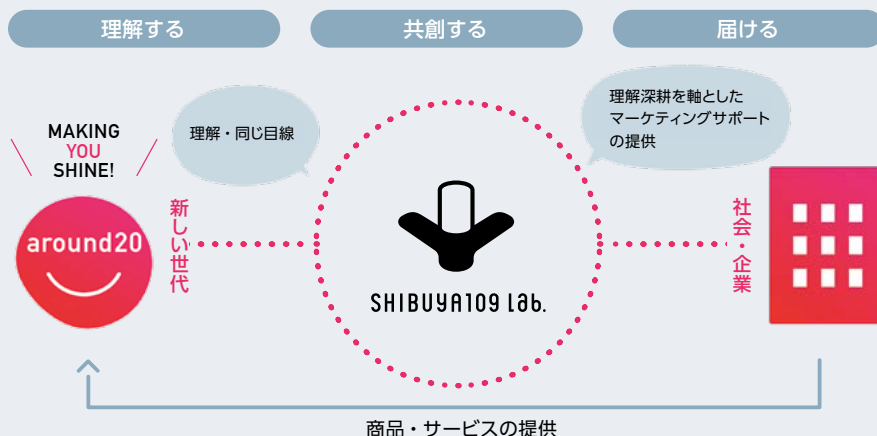 理解する
共創する
届ける
MAKING
YOU
SHINE!
理解・同じ目線
理解深耕を軸とした
マーケティングサポート
の提供
around20
新しい世代
SHIBUYA109 Lab.
社会・企業
商品・サービスの提供